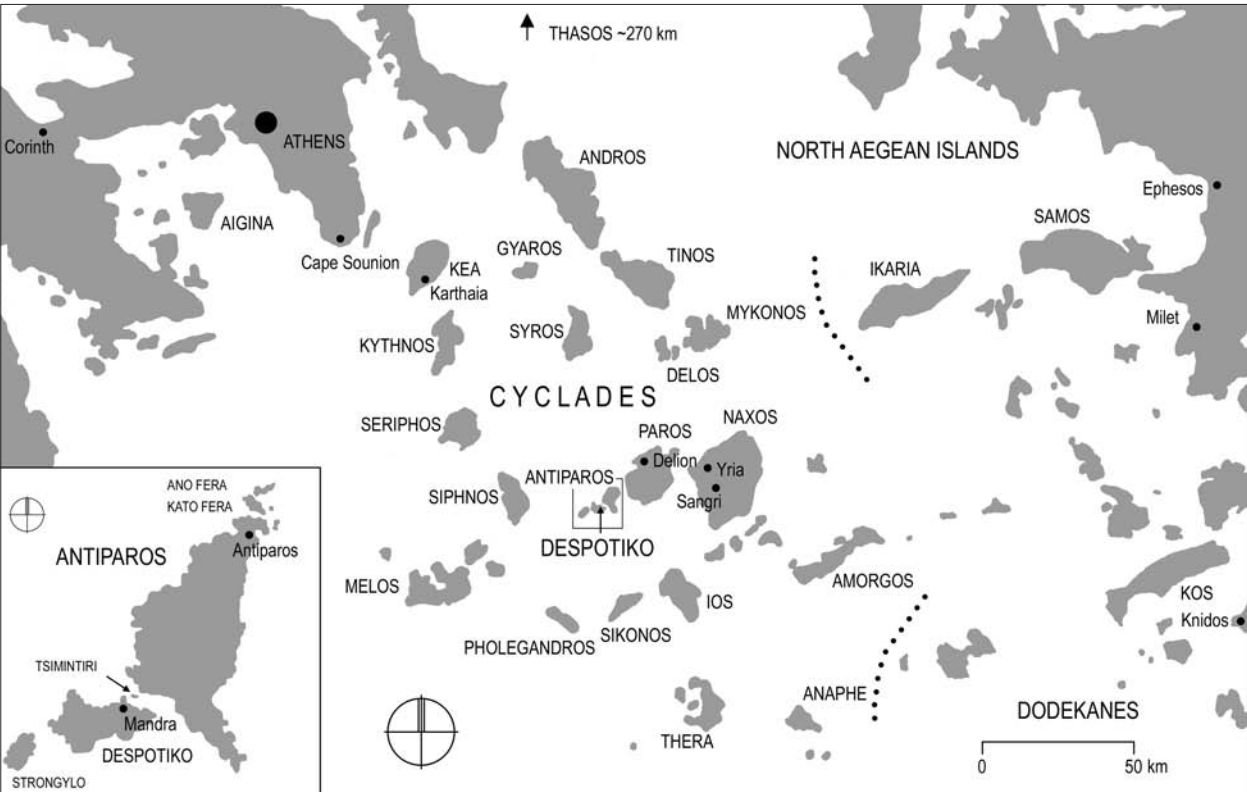 THASOS ~270 km
Corinth
ATHENS
ANDROS
NORTH AEGEAN ISLANDS
Ephesos
AIGINA
SAMOS
Cape Sounion
KEA
Karthaia
GYAROS
TINOS
IKARIA
MYKONOS
Milet
KYTHNOS
SYROS
DELOS
CYCLADES
SERIPHOS
PAROS
NAXOS
Delion
Yria
ANTIPAROS
SIPHNOS
Sangri
DESPOTIKO
MELOS
AMORGOS
IOS
KOS
Knidos
SIKONOS
PHOLEGANDROS
ANAPHE
DODEKANES
THERA
0 50 km
ANO FERA
KATO FERA
ANTIPAROS
Antiparos
TSIMINTIRI
Mandra
DESPOTIKO
STRONGYLO